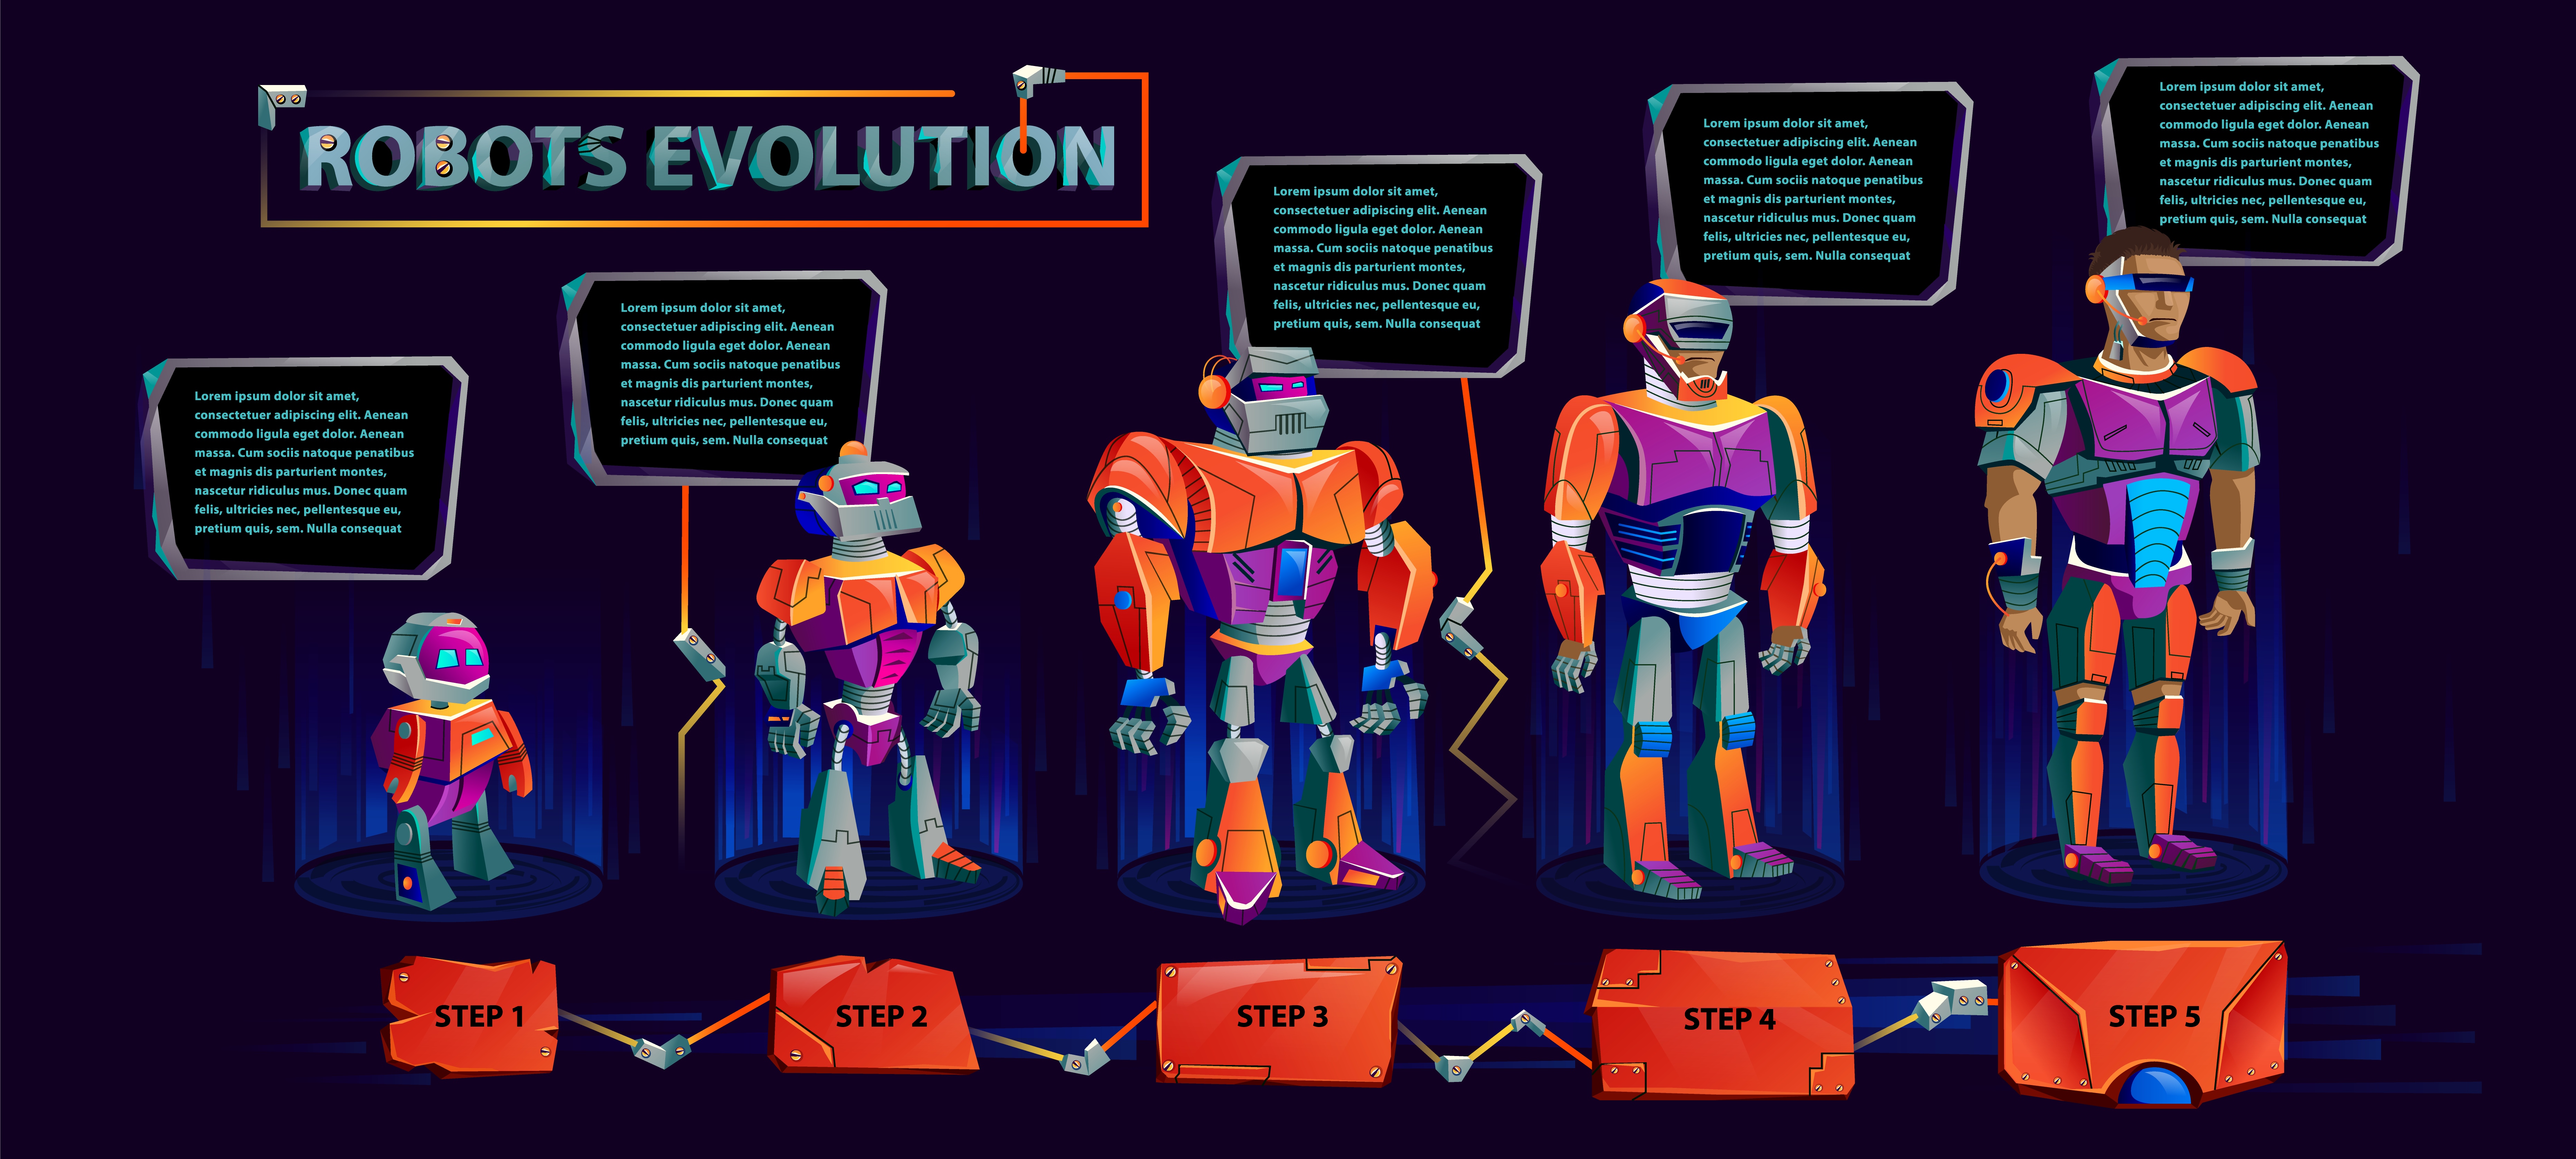 ROBOTS EVOLUTION
Lorem ipsum dolor sit amet,
consectetuer adipiscing elit. Aenean
commodo ligula eget dolor. Aenean
massa. Cum sociis natoque penatibus
et magnis dis parturient montes,
nascetur ridiculus mus. Donec quam
felis, ultricies nec, pellentesque eu,
pretium quis, sem. Nulla consequat
Lorem ipsum dolor sit amet,
consectetuer adipiscing elit. Aenean
commodo ligula eget dolor. Aenean
massa. Cum sociis natoque penatibus
et magnis dis parturient montes,
nascetur ridiculus mus. Donec quam
felis, ultricies nec, pellentesque eu,
pretium quis, sem. Nulla consequat
Lorem ipsum dolor sit amet,
consectetuer adipiscing elit. Aenean
commodo ligula eget dolor. Aenean
massa. Cum sociis natoque penatibus
et magnis dis parturient montes,
nascetur ridiculus mus. Donec quam
felis, ultricies nec, pellentesque eu,
pretium quis, sem. Nulla consequat
Lorem ipsum dolor sit amet,
consectetuer adipiscing elit. Aenean
commodo ligula eget dolor. Aenean
massa. Cum sociis natoque penatibus
et magnis dis parturient montes,
nascetur ridiculus mus. Donec quam
felis, ultricies nec, pellentesque eu,
pretium quis, sem. Nulla consequat
Lorem ipsum dolor sit amet,
consectetuer adipiscing elit. Aenean
commodo ligula eget dolor. Aenean
massa. Cum sociis natoque penatibus
et magnis dis parturient montes,
nascetur ridiculus mus. Donec quam
felis, ultricies nec, pellentesque eu,
pretium quis, sem. Nulla consequat
STEP 1
STEP 2
STEP 3
STEP 4
STEP 5